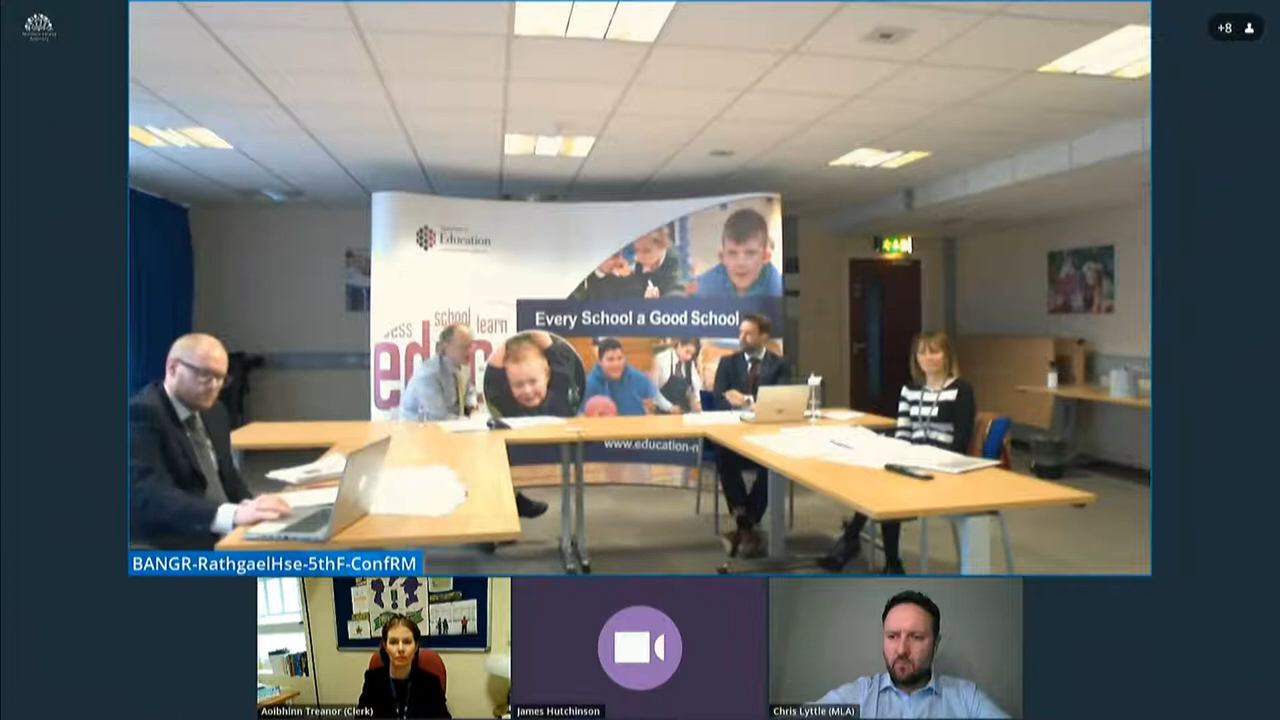 +8
Education
Every School a Good School
school
learn
www.education-n
BANGR-RathgaelHse-5thF-ConfRM
Aoibhinn Treanor (Clerk)
James Hutchinson
Chris Lyttle (MLA)